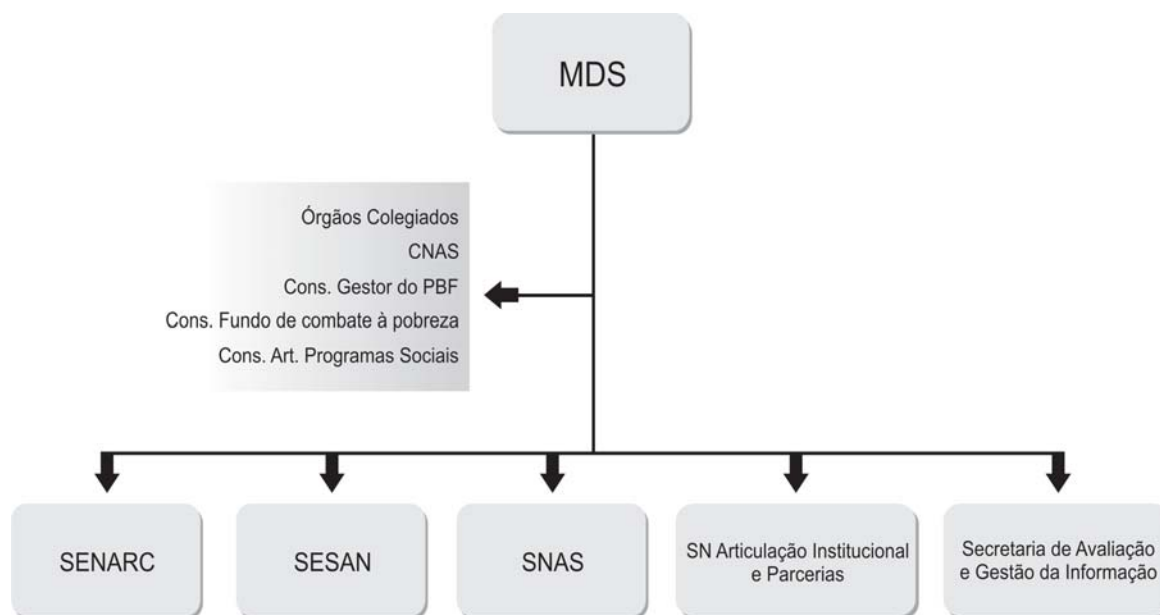 MDS
Órgãos Colegiados
CNAS
Cons. Gestor do PBF
Cons. Fundo de combate à pobreza
Cons. Art. Programas Sociais
SENARC
SESAN
SNAS
SN Articulação Institucional
e Parcerias
Secretaria de Avaliação
e Gestão da Informação